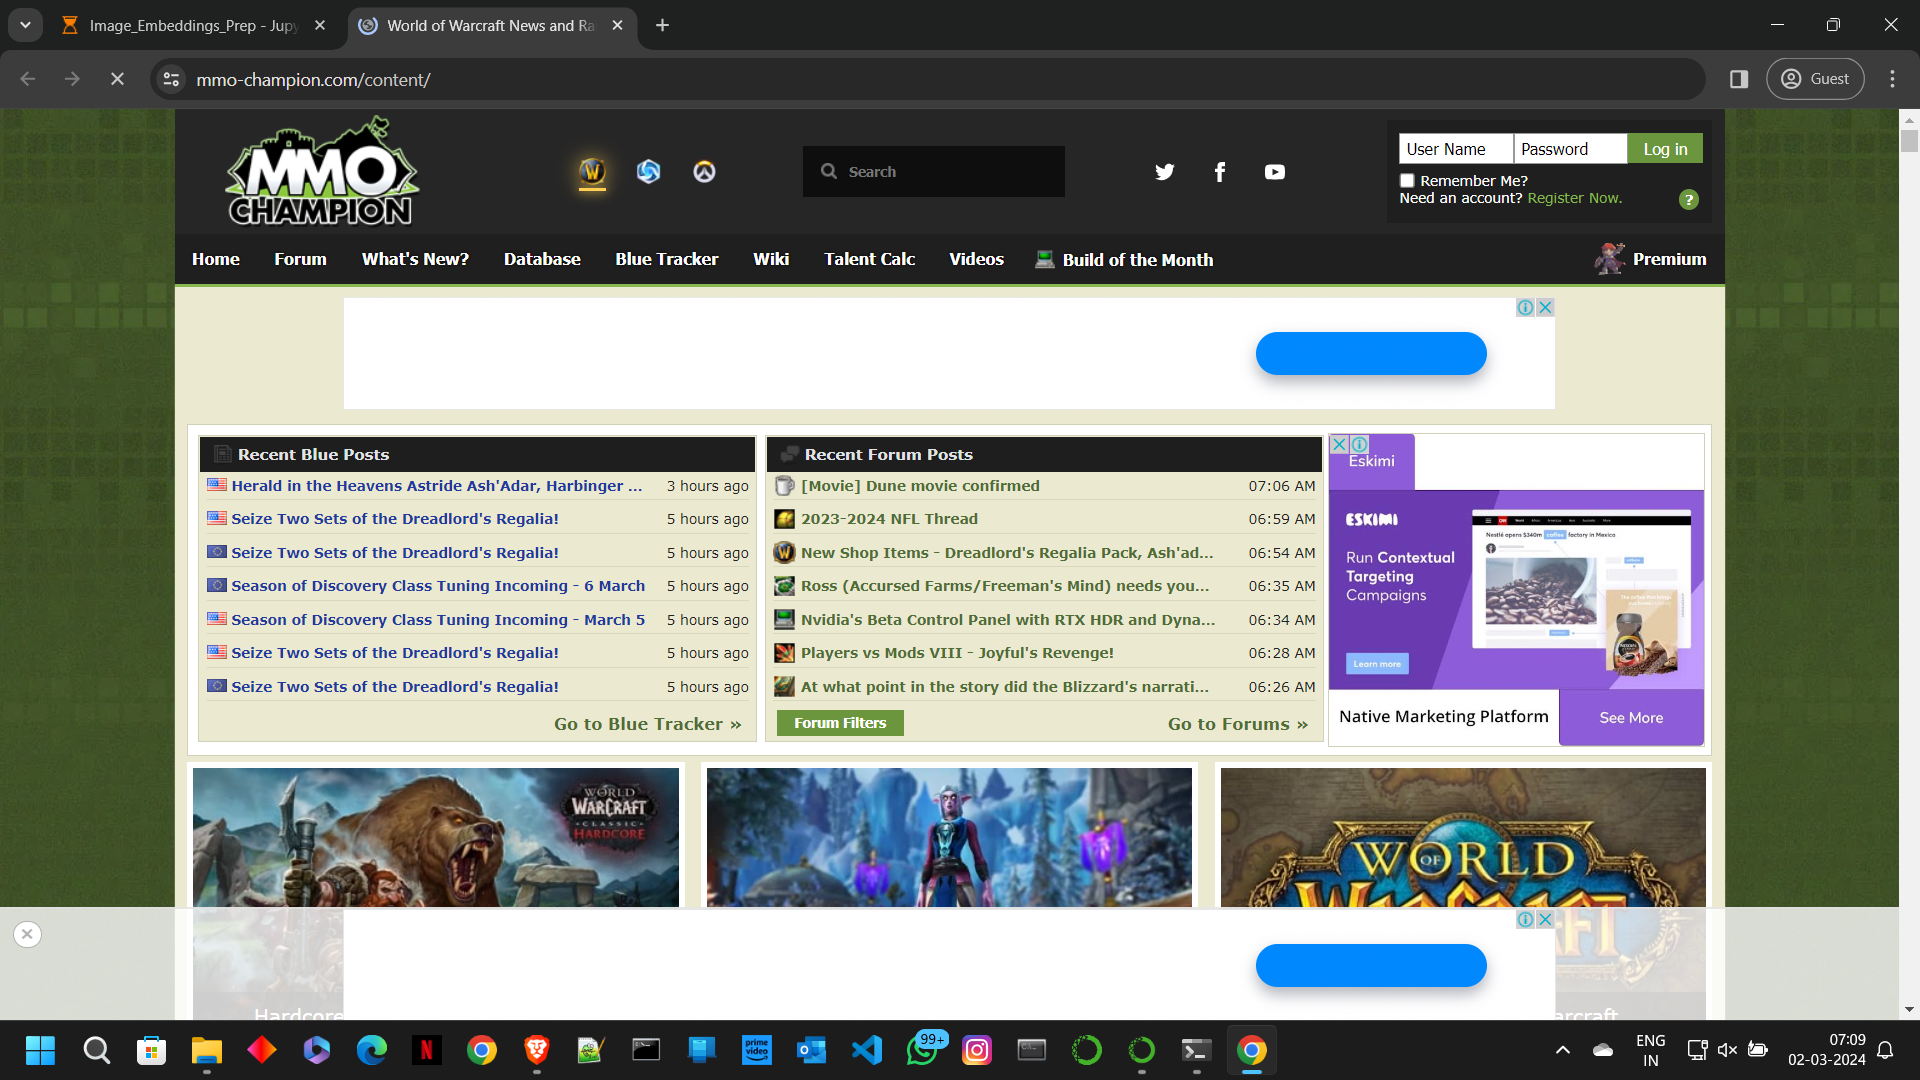 Image_Embeddings_Prep - Jupy
World of Warcraft News and Ra
mmo-champion.com/content/
Guest
MMO
CHAMPION
Search
User Name
Password
Log in
Remember Me?
Need an account? Register Now.
?
Home
Forum
What's New?
Database
Blue Tracker
Wiki
Talent Calc
Videos
Build of the Month
Premium
Recent Blue Posts
Herald in the Heavens Astride Ash'Adar, Harbinger ... 3 hours ago
Seize Two Sets of the Dreadlord's Regalia! 5 hours ago
Seize Two Sets of the Dreadlord's Regalia! 5 hours ago
Season of Discovery Class Tuning Incoming - 6 March 5 hours ago
Season of Discovery Class Tuning Incoming - March 5 5 hours ago
Seize Two Sets of the Dreadlord's Regalia! 5 hours ago
Seize Two Sets of the Dreadlord's Regalia! 5 hours ago
Go to Blue Tracker »
Recent Forum Posts
[Movie] Dune movie confirmed 07:06 AM
2023-2024 NFL Thread 06:59 AM
New Shop Items - Dreadlord's Regalia Pack, Ash'ad... 06:54 AM
Ross (Accursed Farms/Freeman's Mind) needs you... 06:35 AM
Nvidia's Beta Control Panel with RTX HDR and Dyna... 06:34 AM
Players vs Mods VIII - Joyful's Revenge! 06:28 AM
At what point in the story did the Blizzard's narrati... 06:26 AM
Forum Filters
Go to Forums »
Eskimi
ESKIMI
Run Contextual
Targeting
Campaigns
Learn more
Nestlé opens $340m coffee factory in Mexico
Native Marketing Platform
See More
WORLD
WARCRAFT
CLASSIC
HARDCORE
WORLD
OF
WARCRAFT
Hardcore
arcraft
99+
prime
video
ENG
IN
07:09
02-03-2024